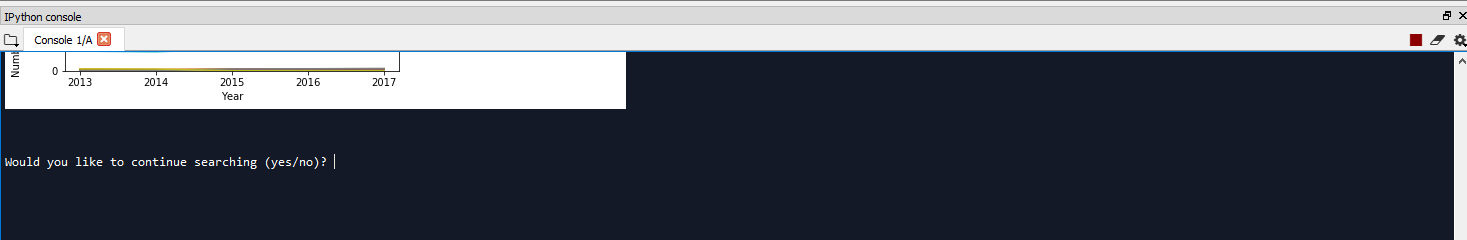 IPython console
Console 1/A
0
2013 2014 2015 2016 2017
Year
Would you like to continue searching (yes/no)?